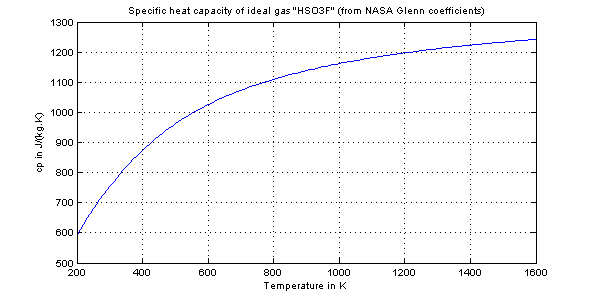 Specific heat capacity of ideal gas "HSO3F" (from NASA Glenn coefficients)
1300
1200
1100
1000
900
800
700
600
500
cp in J/(kg.K)
200 400 600 800 1000 1200 1400 1600
Temperature in K